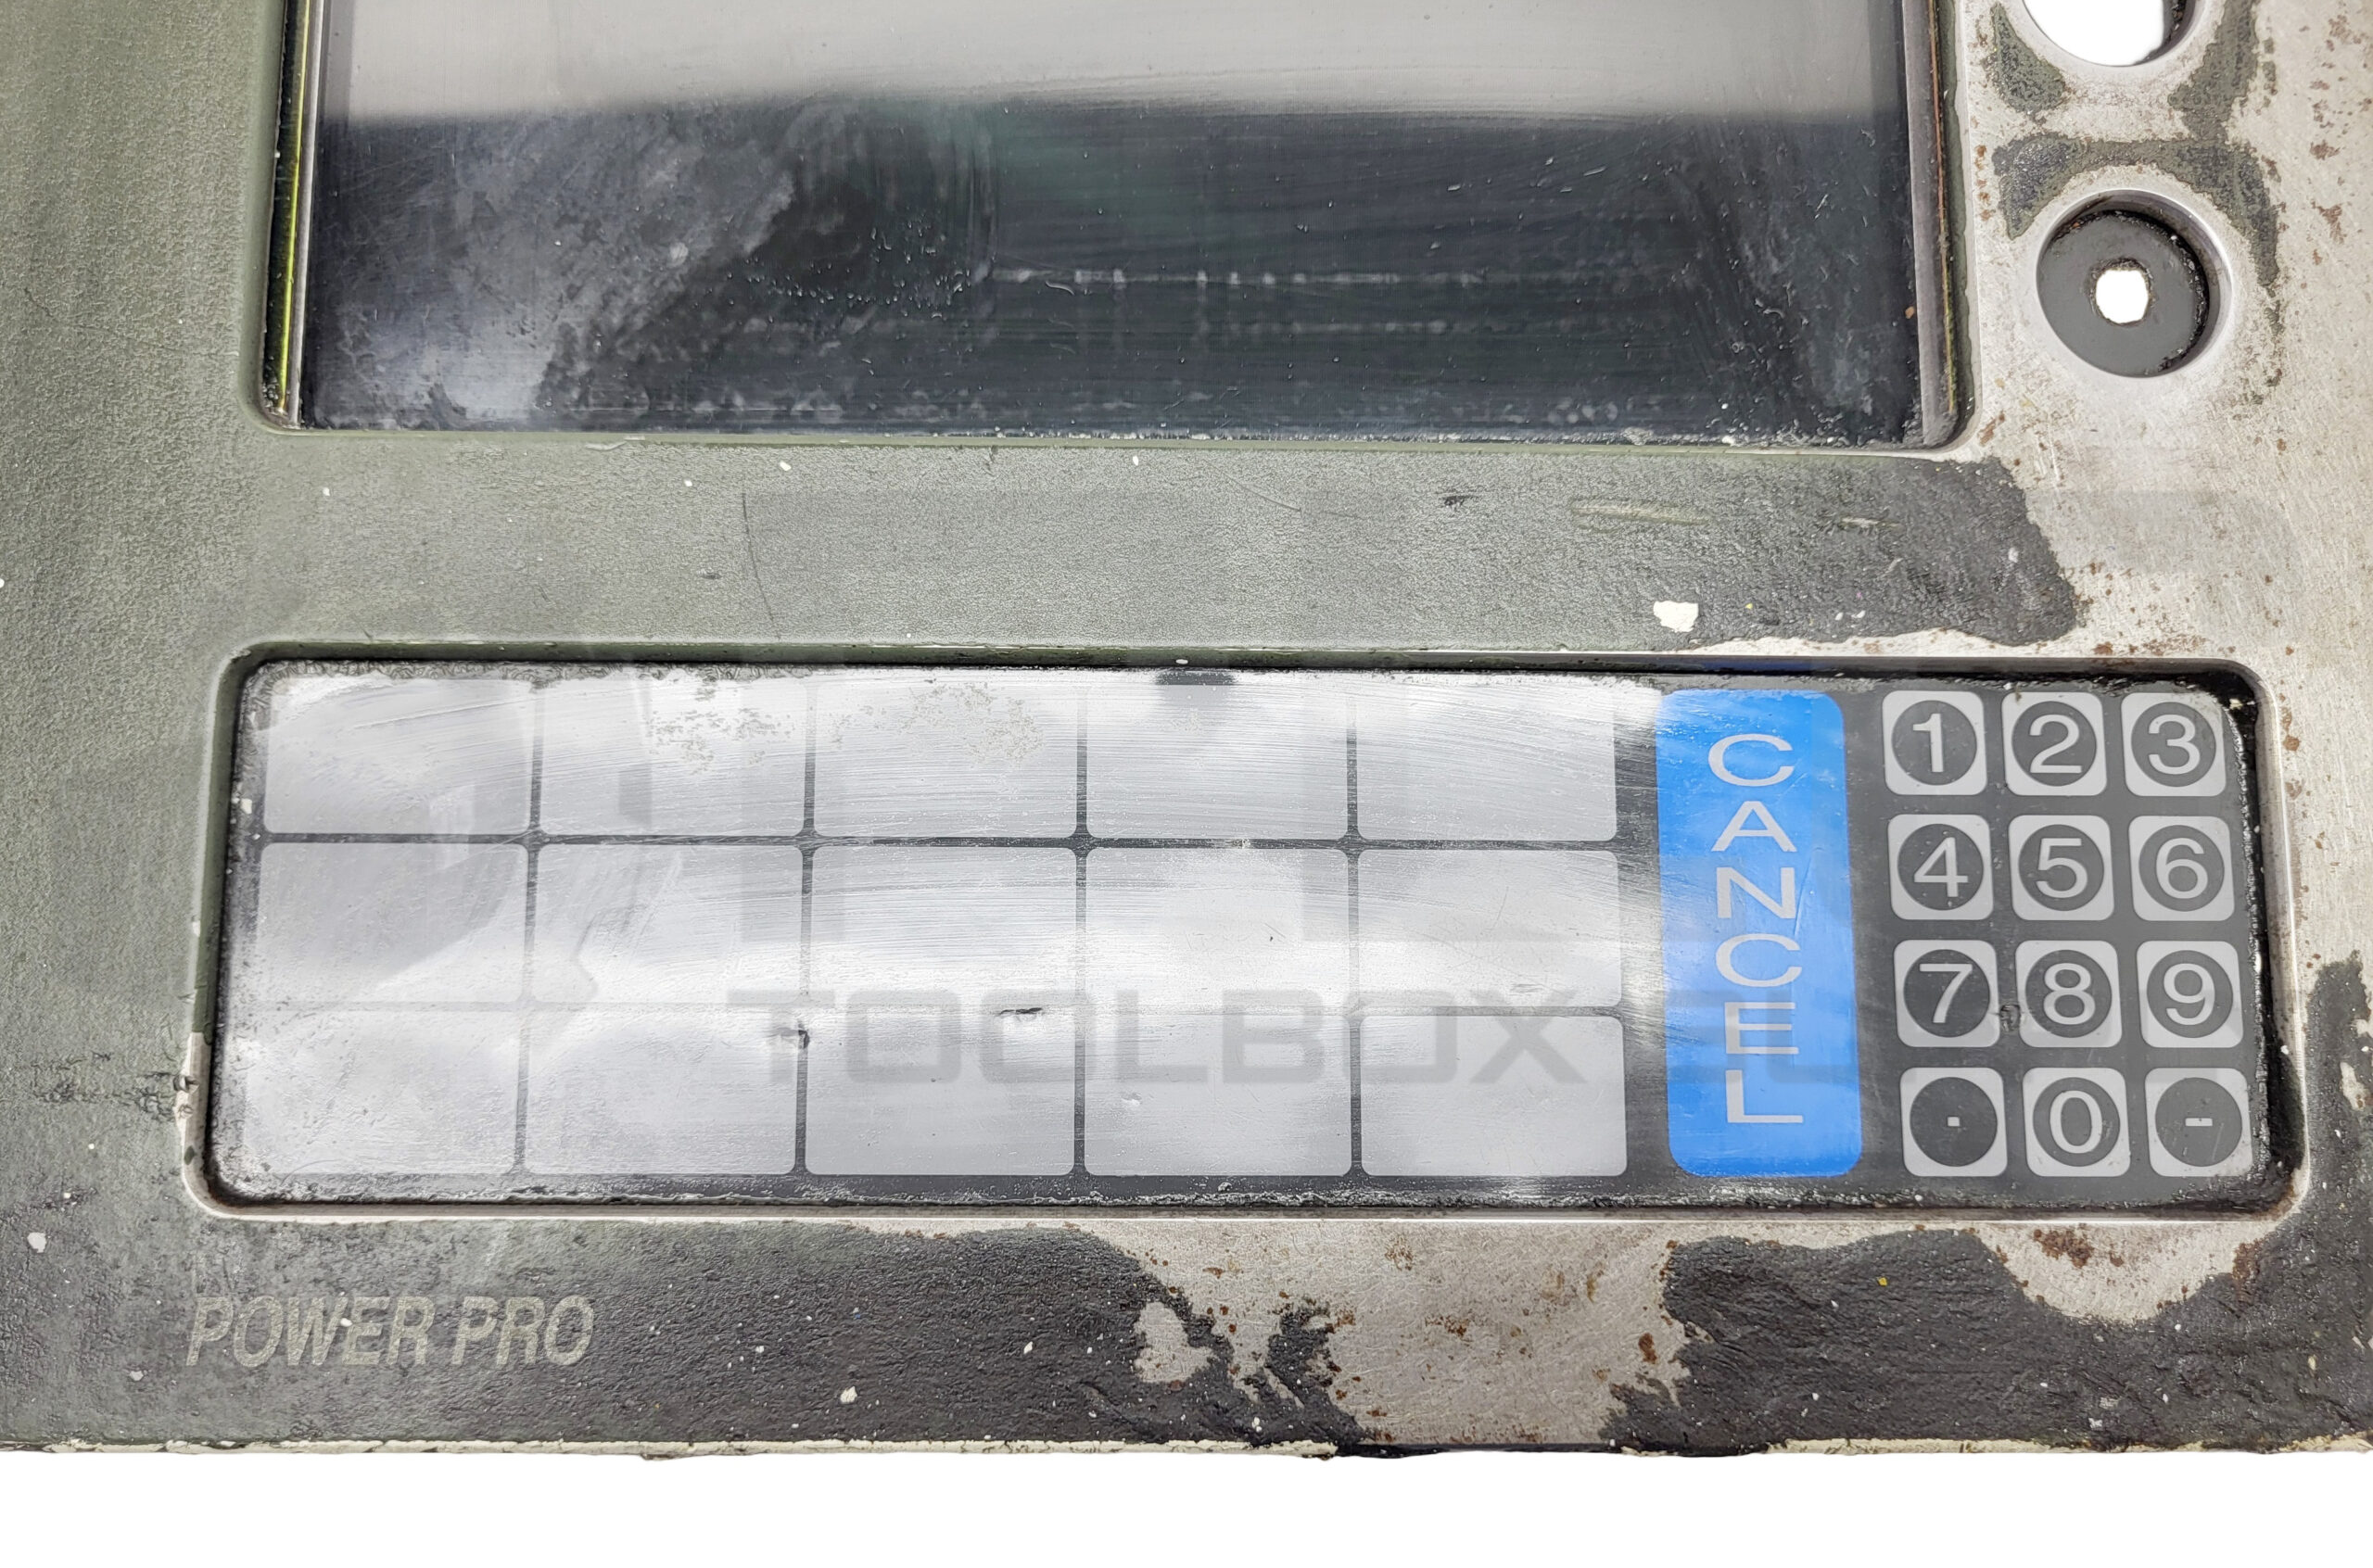 CANCEL
1 2 3
4 5 6
7 8 9
. 0 -
TOOLBOX
POWER PRO